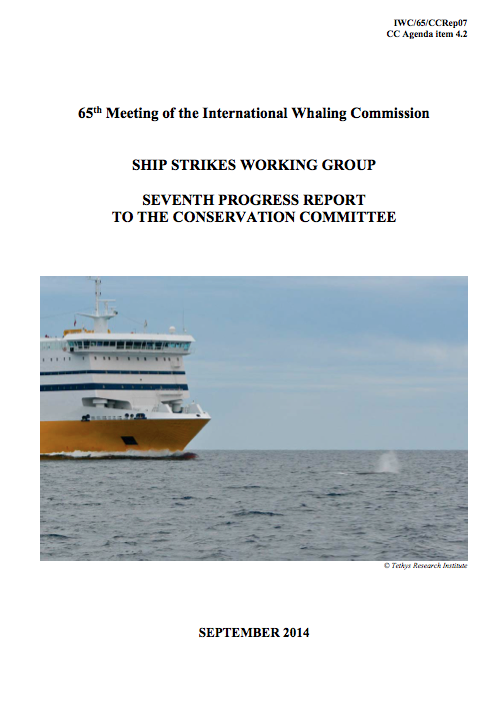 IWC/65/CCRep07
CC Agenda item 4.2
65th Meeting of the International Whaling Commission
SHIP STRIKES WORKING GROUP
SEVENTH PROGRESS REPORT
TO THE CONSERVATION COMMITTEE
© Tethys Research Institute
SEPTEMBER 2014